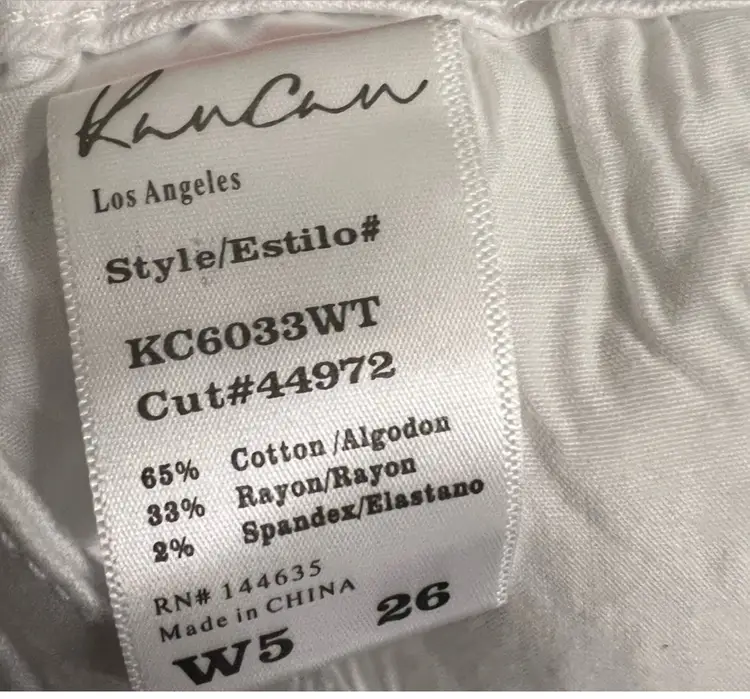 KanCan
Los Angeles
Style/Estilo#
KC6033WT
Cut#44972
65% Cotton/Algodon
33% Rayon/Rayon
2% Spandex/Elastano
RN# 144635
Made in CHINA
W5 26